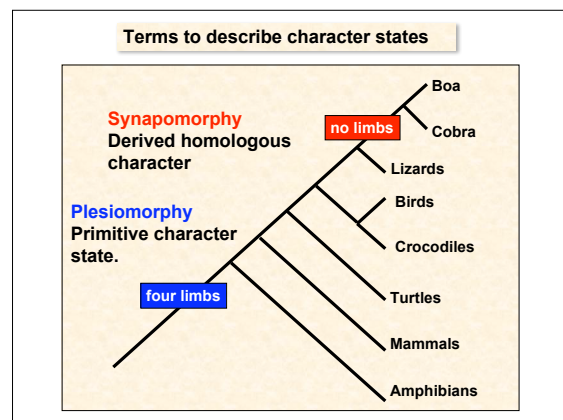 Terms to describe character states
Synapomorphy
Derived homologous
character
Plesiomorphy
Primitive character
state.
no limbs
four limbs
Boa
Cobra
Lizards
Birds
Crocodiles
Turtles
Mammals
Amphibians